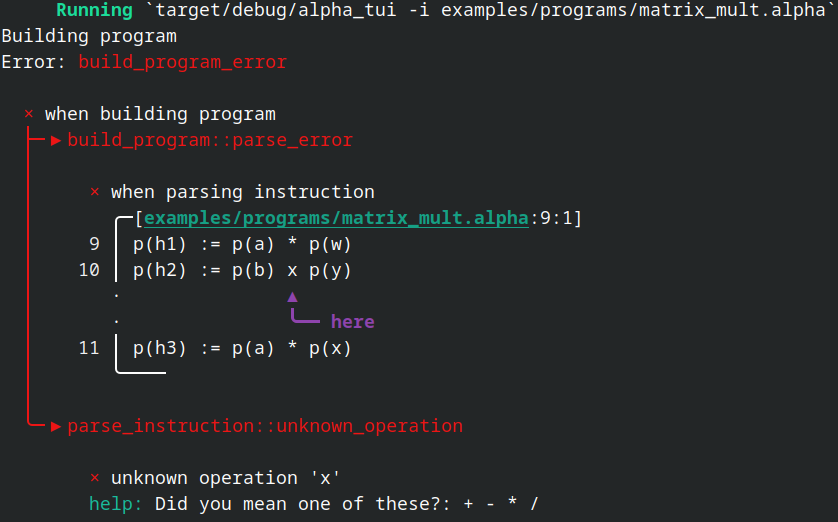 Running `target/debug/alpha_tui -i examples/programs/matrix_mult.alpha`
Building program
Error: build_program_error
× when building program
build_program::parse_error
× when parsing instruction
[examples/programs/matrix_mult.alpha:9:1]
9 p(h1) := p(a) * p(w)
10 p(h2) := p(b) x p(y)
·
· here
11 p(h3) := p(a) * p(x)
parse_instruction::unknown_operation
× unknown operation 'x'
help: Did you mean one of these?: + - * /